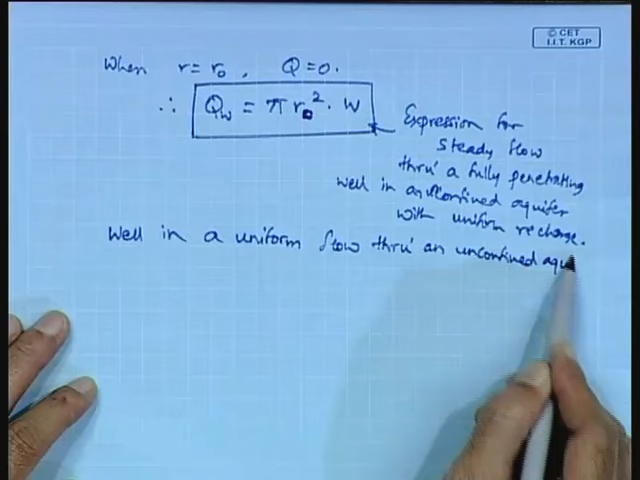 © CET
I.I.T. KGP
When r = r₀ , Q = 0.
∴ Q_w = π r₀² · W
Expression for
steady flow
thru' a fully penetrating
well in an unconfined aquifer
with uniform recharge.
Well in a uniform flow thru' an unconfined aqu